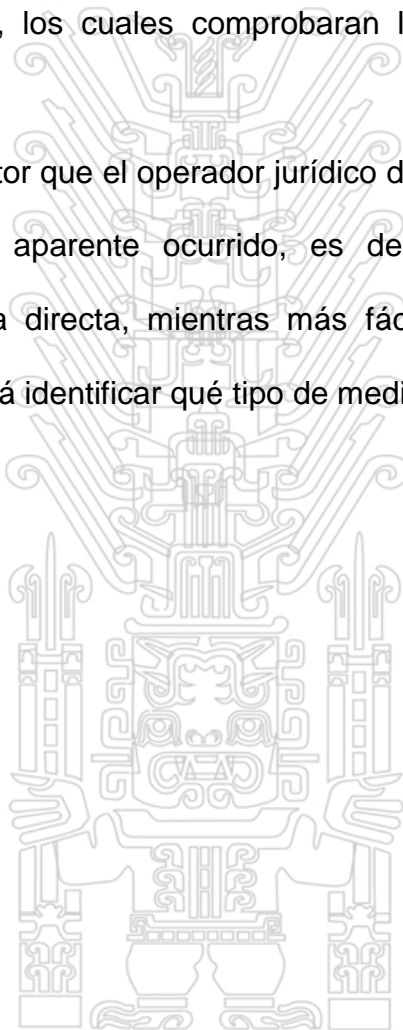 , los cuales comprobaran l
tor que el operador jurídico d
aparente ocurrido, es de
a directa, mientras más fác
á identificar qué tipo de medi